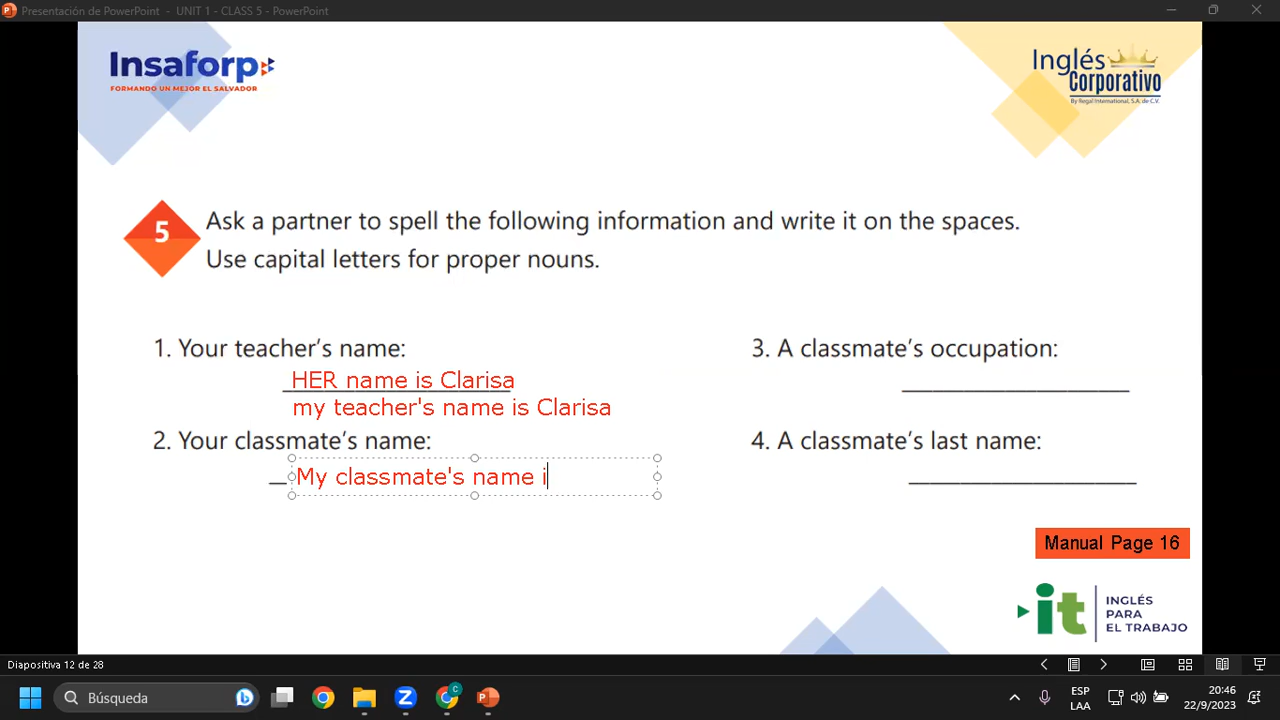 Presentación de PowerPoint - UNIT 1 - CLASS 5 - PowerPoint
Insaforp
FORMANDO UN MEJOR EL SALVADOR
Inglés
Corporativo
By Regal International, S.A. de C.V.
5
Ask a partner to spell the following information and write it on the spaces.
Use capital letters for proper nouns.
1. Your teacher's name:
HER name is Clarisa
my teacher's name is Clarisa
2. Your classmate's name:
My classmate's name i
3. A classmate's occupation:
4. A classmate's last name:
Manual Page 16
it
INGLÉS
PARA
EL TRABAJO
Diapositiva 12 de 28
Búsqueda
C
ESP
LAA
20:46
22/9/2023